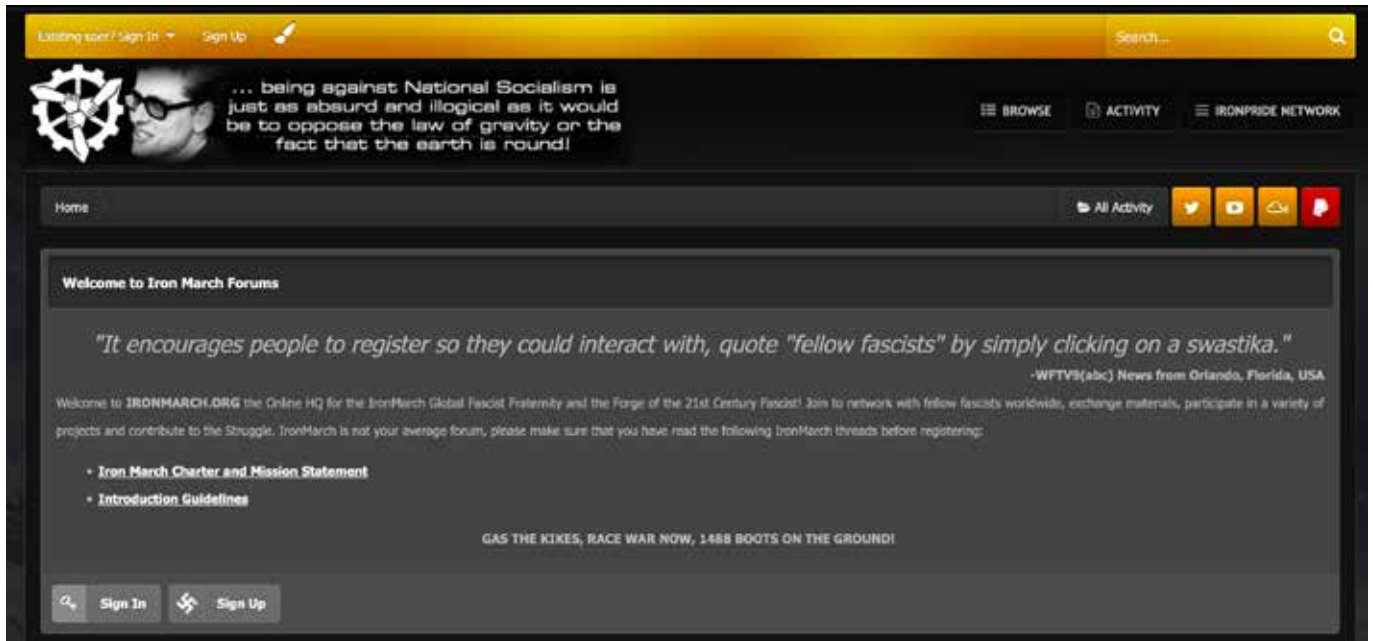 Existing user? Sign In Sign Up Search...
... being against National Socialism is
just as absurd and illogical as it would
be to oppose the law of gravity or the
fact that the earth is round!
BROWSE ACTIVITY IRONPRIDE NETWORK
Home All Activity
Welcome to Iron March Forums
"It encourages people to register so they could interact with, quote "fellow fascists" by simply clicking on a swastika."
-WFTV9(abc) News from Orlando, Florida, USA
Welcome to IRONMARCH.ORG the Online HQ for the IronMarch Global Fascist Fraternity and the Forge of the 21st Century Fascist! Join to network with fellow fascists worldwide, exchange materials, participate in a variety of
projects and contribute to the Struggle. IronMarch is not your average forum, please make sure that you have read the following IronMarch threads before registering:
• Iron March Charter and Mission Statement
• Introduction Guidelines
GAS THE KIKES, RACE WAR NOW, 1488 BOOTS ON THE GROUND!
Sign In Sign Up